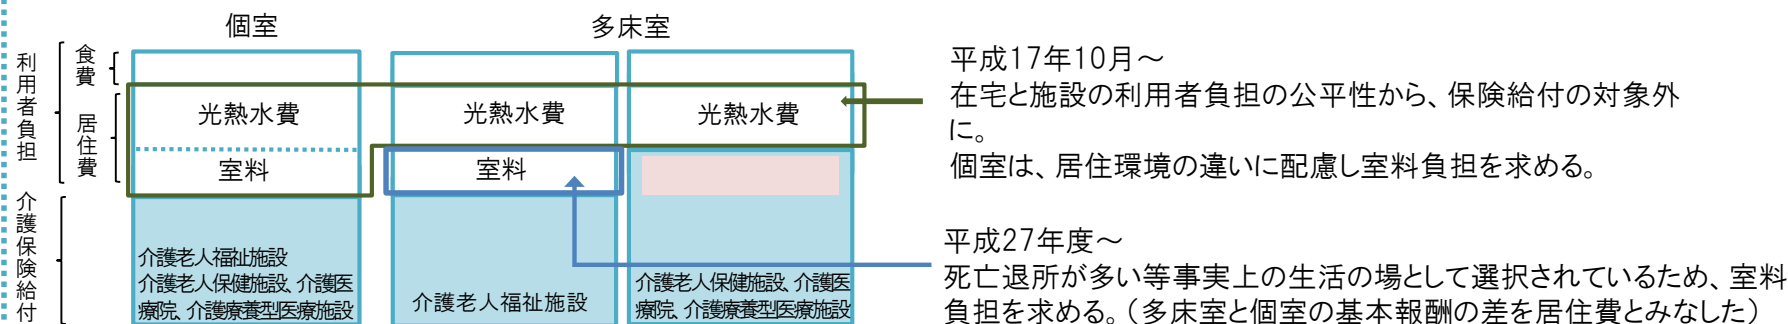 個室
多床室
利用者負担
食費
居住費
介護保険給付
光熱水費
室料
介護老人福祉施設
介護老人保健施設、介護医
療院、介護療養型医療施設
光熱水費
室料
介護老人福祉施設
光熱水費
介護老人保健施設、介護医
療院、介護療養型医療施設
平成17年10月～
在宅と施設の利用者負担の公平性から、保険給付の対象外
に。
個室は、居住環境の違いに配慮し室料負担を求める。
平成27年度～
死亡退所が多い等事実上の生活の場として選択されているため、室料
負担を求める。（多床室と個室の基本報酬の差を居住費とみなした）